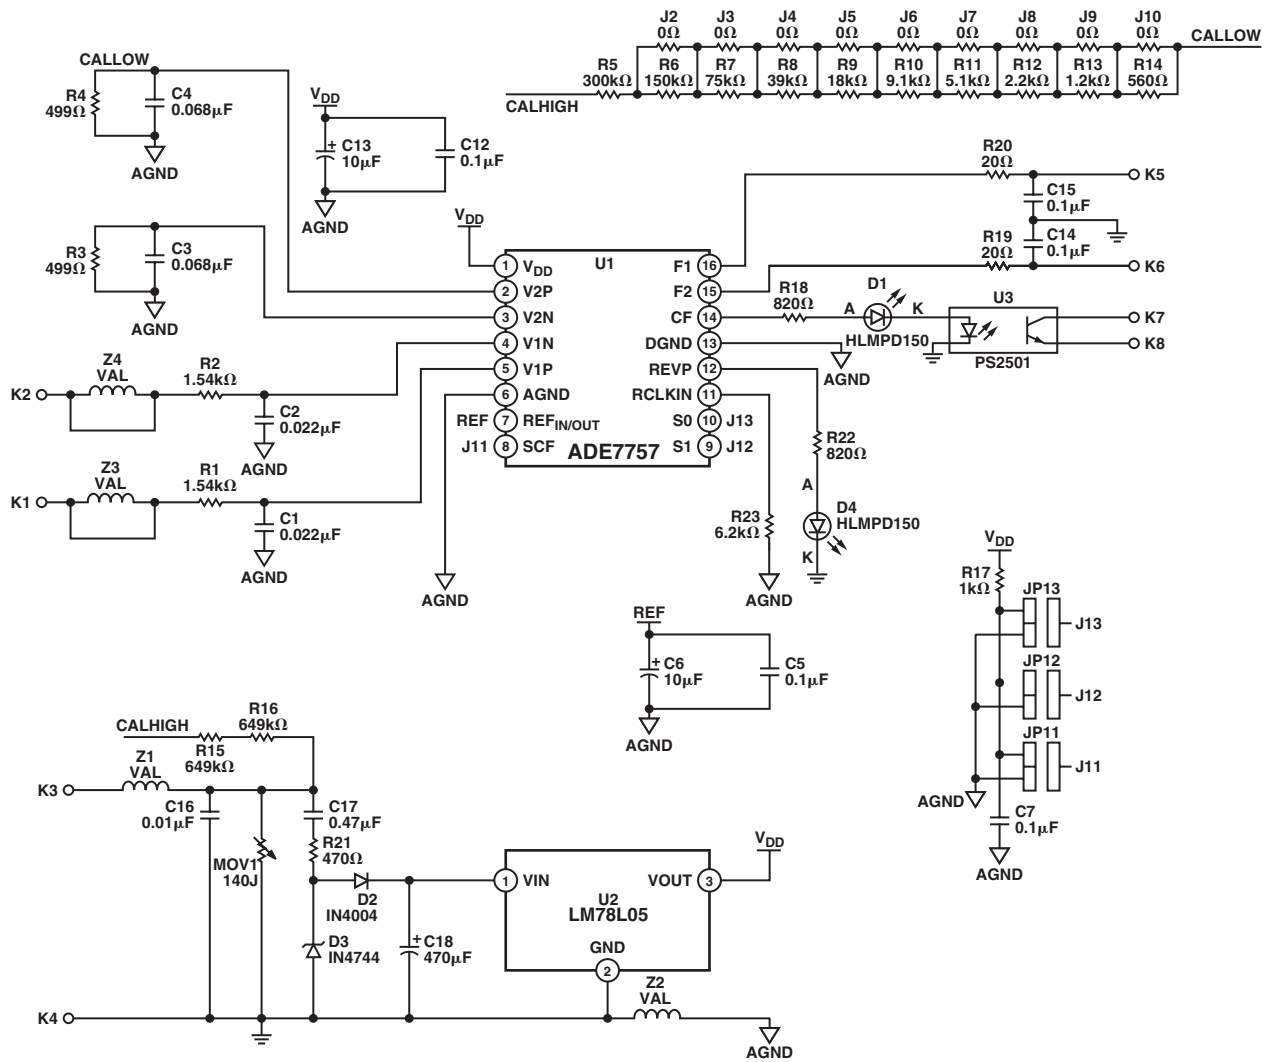 J2 J3 J4 J5 J6 J7 J8 J9 J10
0Ω 0Ω 0Ω 0Ω 0Ω 0Ω 0Ω 0Ω 0Ω
CALLOW
R5 R6 R7 R8 R9 R10 R11 R12 R13 R14
300kΩ 150kΩ 75kΩ 39kΩ 18kΩ 9.1kΩ 5.1kΩ 2.2kΩ 1.2kΩ 560Ω
CALHIGH
CALLOW
R4
499Ω
C4
0.068μF
AGND
VDD
+ C13
10μF
C12
0.1μF
AGND
R3
499Ω
C3
0.068μF
AGND
VDD
U1
1 VDD
2 V2P
3 V2N
4 V1N
5 V1P
6 AGND
REF 7 REFIN/OUT
J11 8 SCF
F1 16
F2 15
CF 14
DGND 13
REVP 12
RCLKIN 11
S0 10 J13
S1 9 J12
ADE7757
R20
20Ω
K5
C15
0.1μF
C14
0.1μF
R19
20Ω
K6
R18
820Ω
D1
A K
HLMPD150
U3
PS2501
K7
K8
AGND
K2
Z4
VAL
R2
1.54kΩ
C2
0.022μF
AGND
K1
Z3
VAL
R1
1.54kΩ
C1
0.022μF
AGND
AGND
R22
820Ω
A
D4
HLMPD150
K
R23
6.2kΩ
AGND
VDD
R17
1kΩ
JP13
J13
JP12
J12
JP11
J11
AGND
C7
0.1μF
AGND
REF
+ C6
10μF
C5
0.1μF
AGND
CALHIGH
R16
649kΩ
R15
649kΩ
K3
Z1
VAL
C16
0.01μF
MOV1
140J
C17
0.47μF
R21
470Ω
D2
IN4004
D3
IN4744
+ C18
470μF
1 VIN
VOUT 3
U2
LM78L05
GND
2
VDD
K4
Z2
VAL
AGND